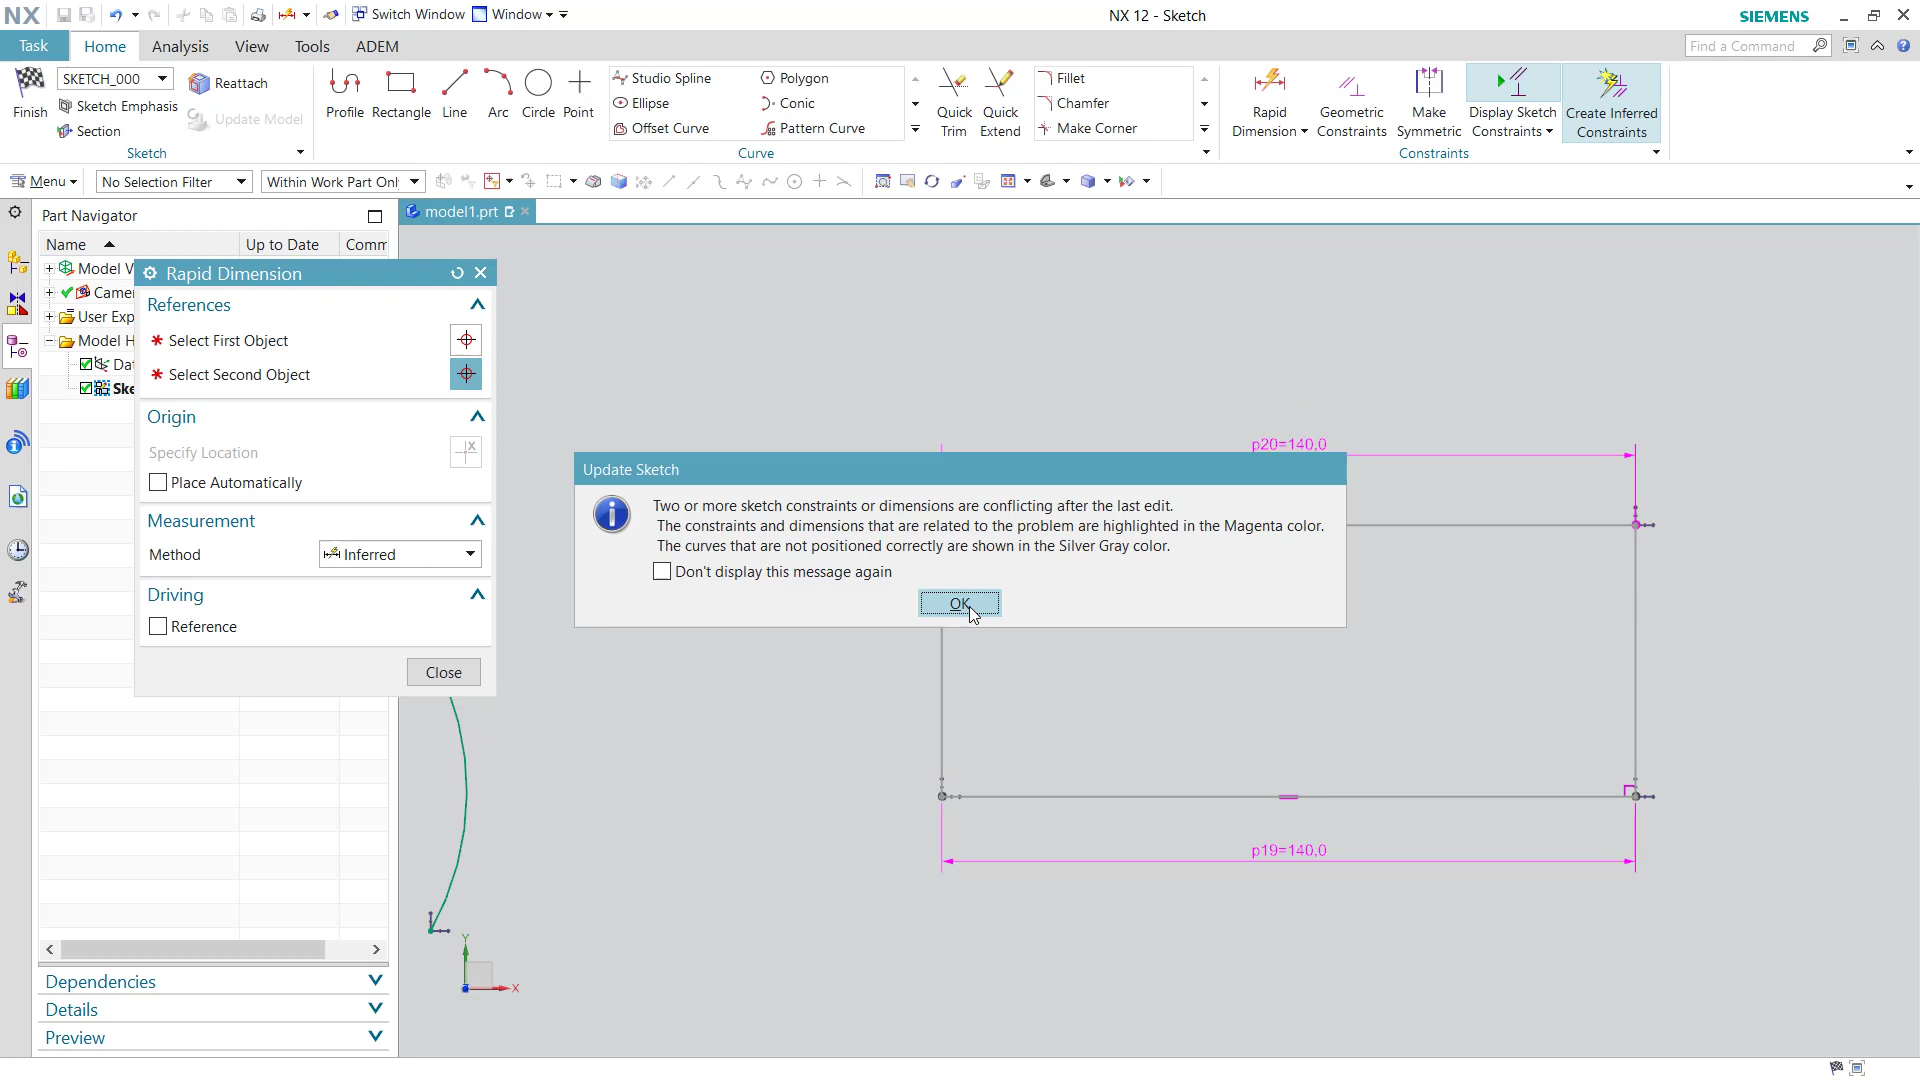 NX
Switch Window
Window
NX 12 - Sketch
SIEMENS
Task
Home
Analysis
View
Tools
ADEM
Find a Command
Finish
SKETCH_000
Sketch Emphasis
Section
Reattach
Update Model
Sketch
Profile
Rectangle
Line
Arc
Circle
Point
Studio Spline
Ellipse
Offset Curve
Polygon
Conic
Pattern Curve
Quick
Trim
Quick
Extend
Fillet
Chamfer
Make Corner
Curve
Rapid
Dimension
Geometric
Constraints
Make
Symmetric
Display Sketch
Constraints
Create Inferred
Constraints
Constraints
Menu
No Selection Filter
Within Work Part Onl
Part Navigator
model1.prt
Name
Up to Date
Comm
Model V
Camer
User Exp
Model H
Dat
Ske
Rapid Dimension
References
* Select First Object
* Select Second Object
Origin
Specify Location
Place Automatically
Measurement
Method
Inferred
Driving
Reference
Close
Update Sketch
Two or more sketch constraints or dimensions are conflicting after the last edit.
The constraints and dimensions that are related to the problem are highlighted in the Magenta color.
The curves that are not positioned correctly are shown in the Silver Gray color.
Don't display this message again
OK
p20=140,0
p19=140,0
Y
X
Dependencies
Details
Preview